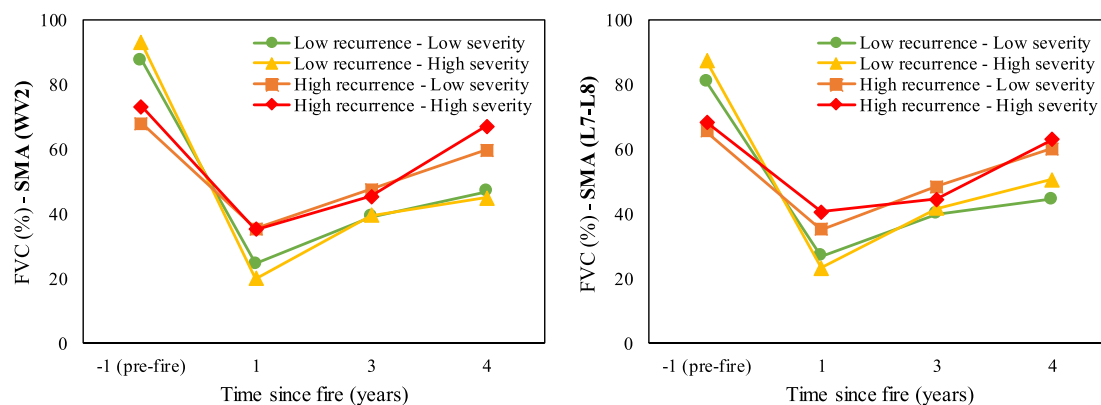 100
80
60
40
20
0
FVC (%) - SMA (WW2)
Low recurrence - Low severity
Low recurrence - High severity
High recurrence - Low severity
High recurrence - High severity
-1 (pre-fire) 1 3 4
Time since fire (years)
100
80
60
40
20
0
FVC (%) - SMA (L7-L8)
Low recurrence - Low severity
Low recurrence - High severity
High recurrence - Low severity
High recurrence - High severity
-1 (pre-fire) 1 3 4
Time since fire (years)